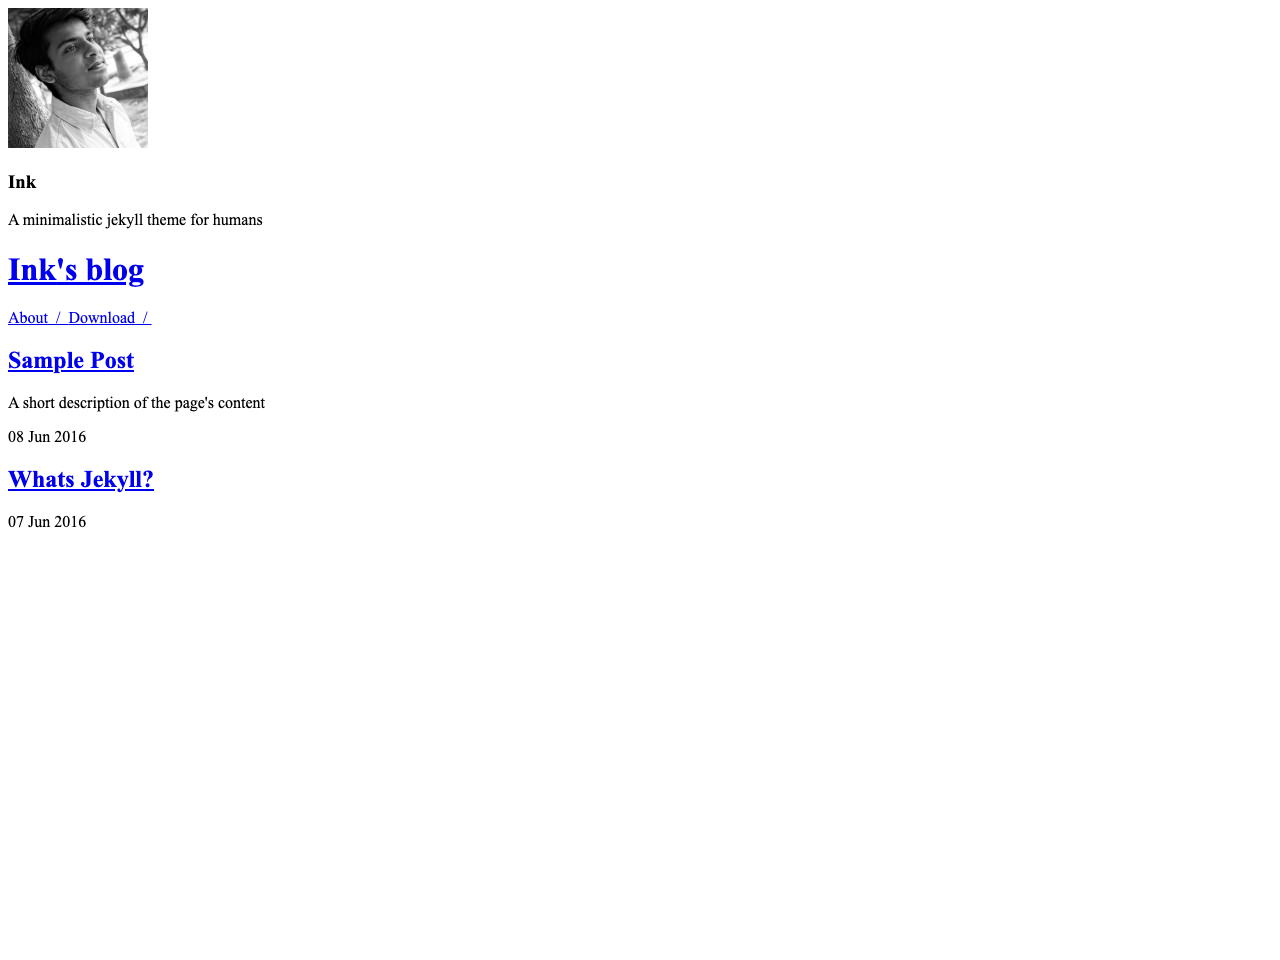 Ink
A minimalistic jekyll theme for humans
Ink's blog
About / Download /
Sample Post
A short description of the page's content
08 Jun 2016
Whats Jekyll?
07 Jun 2016